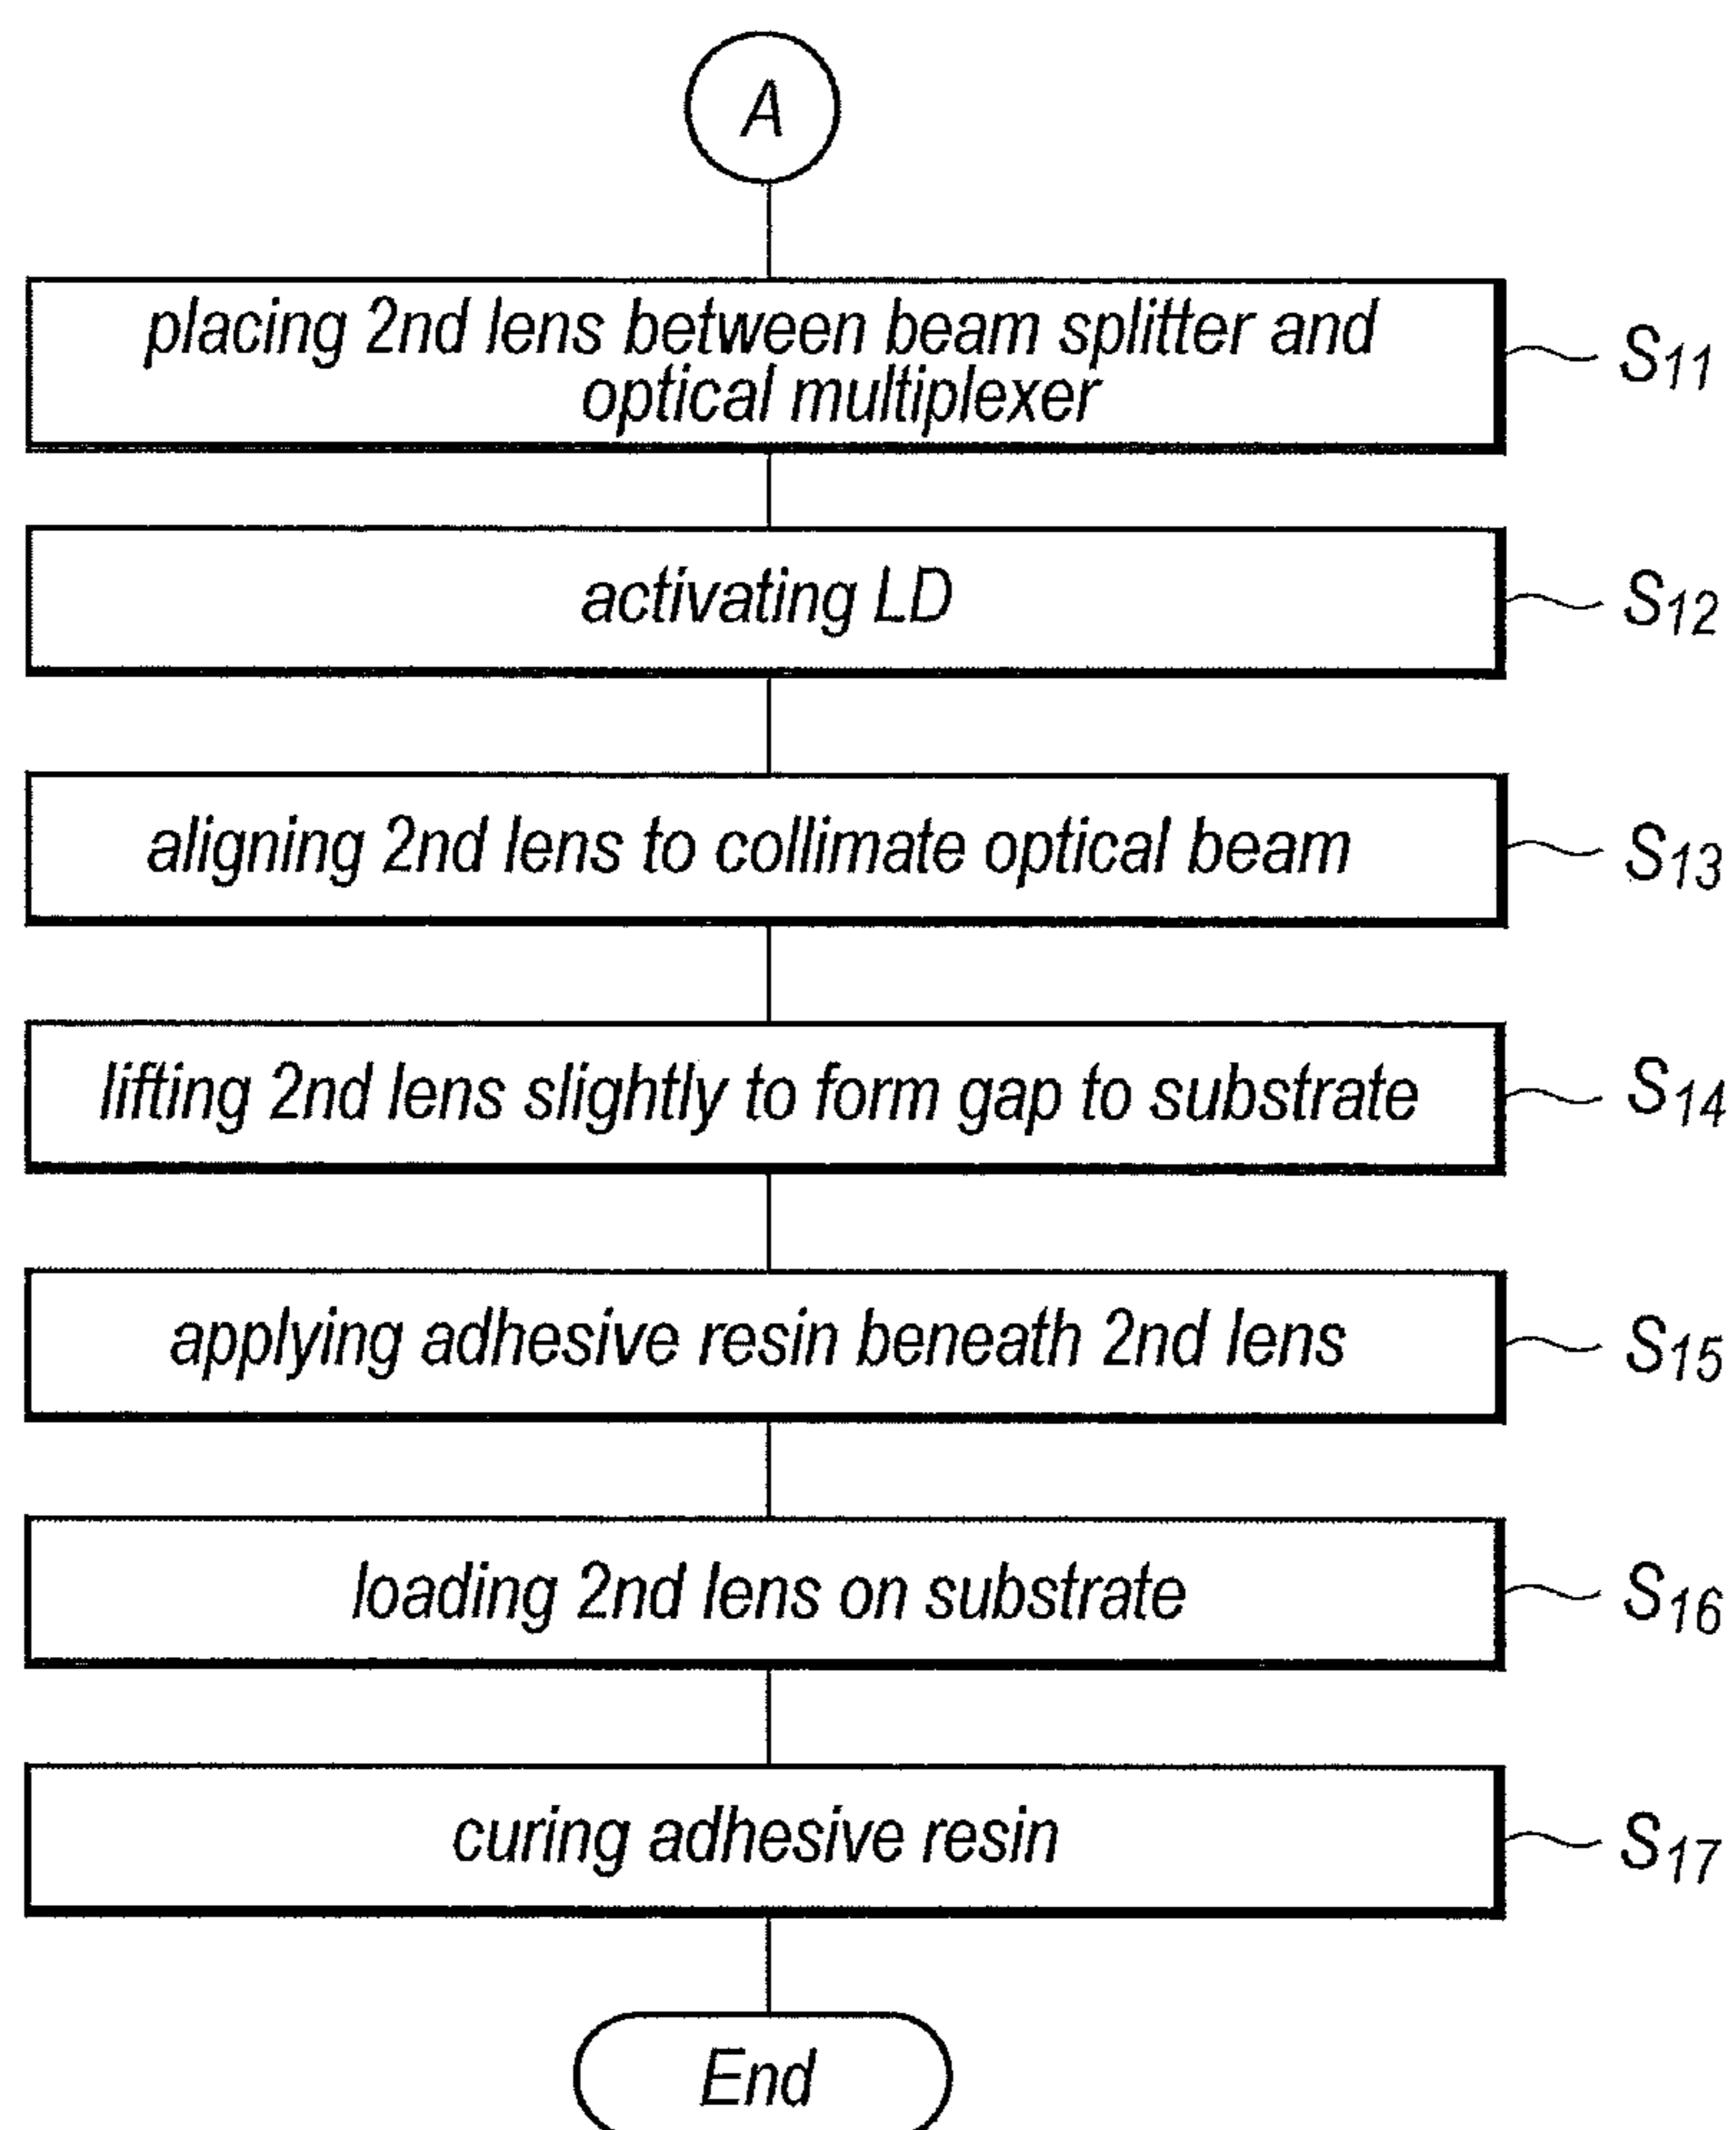 A
placing 2nd lens between beam splitter and
optical multiplexer
S11
activating LD
S12
aligning 2nd lens to collimate optical beam
S13
lifting 2nd lens slightly to form gap to substrate
S14
applying adhesive resin beneath 2nd lens
S15
loading 2nd lens on substrate
S16
curing adhesive resin
S17
End